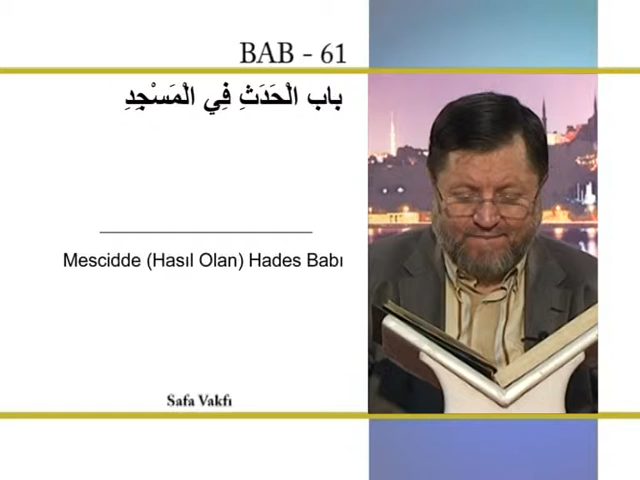 BAB - 61
باب الْحَدَثِ فِي الْمَسْجِدِ
Mescidde (Hasıl Olan) Hades Babı
Safa Vakfı